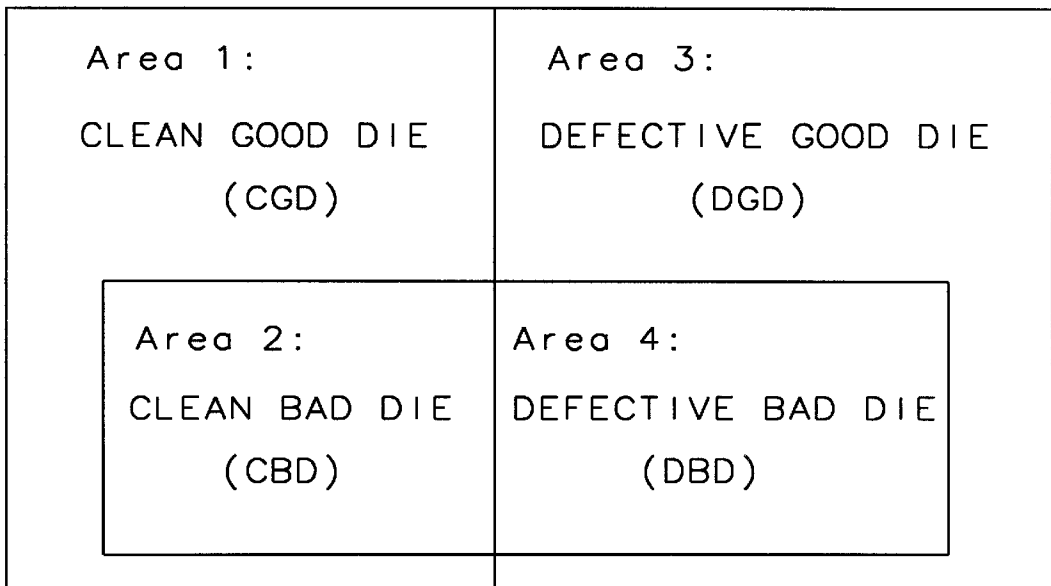 Area 1:
CLEAN GOOD DIE
(CGD)
Area 3:
DEFECTIVE GOOD DIE
(DGD)
Area 2:
CLEAN BAD DIE
(CBD)
Area 4:
DEFECTIVE BAD DIE
(DBD)